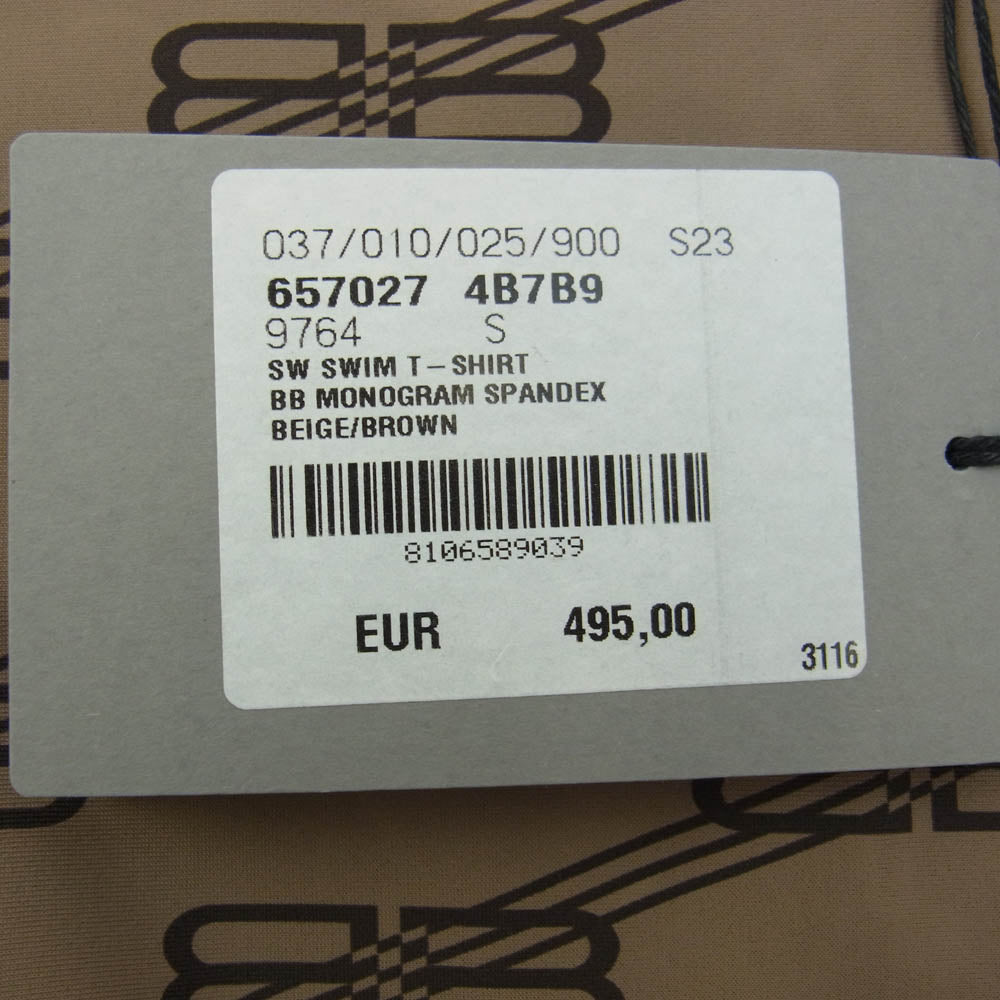 037/010/025/900 S23
657027 4B7B9
9764 S
SW SWIM T-SHIRT
BB MONOGRAM SPANDEX
BEIGE/BROWN
8106589039
EUR 495,00
3116